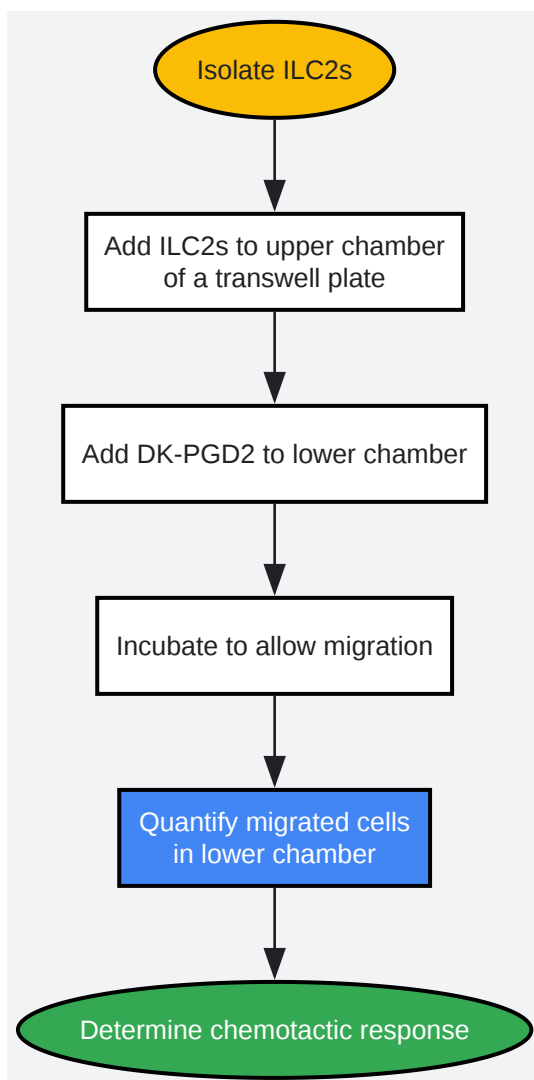 Isolate ILC2s
Add ILC2s to upper chamber
of a transwell plate
Add DK-PGD2 to lower chamber
Incubate to allow migration
Quantify migrated cells
in lower chamber
Determine chemotactic response